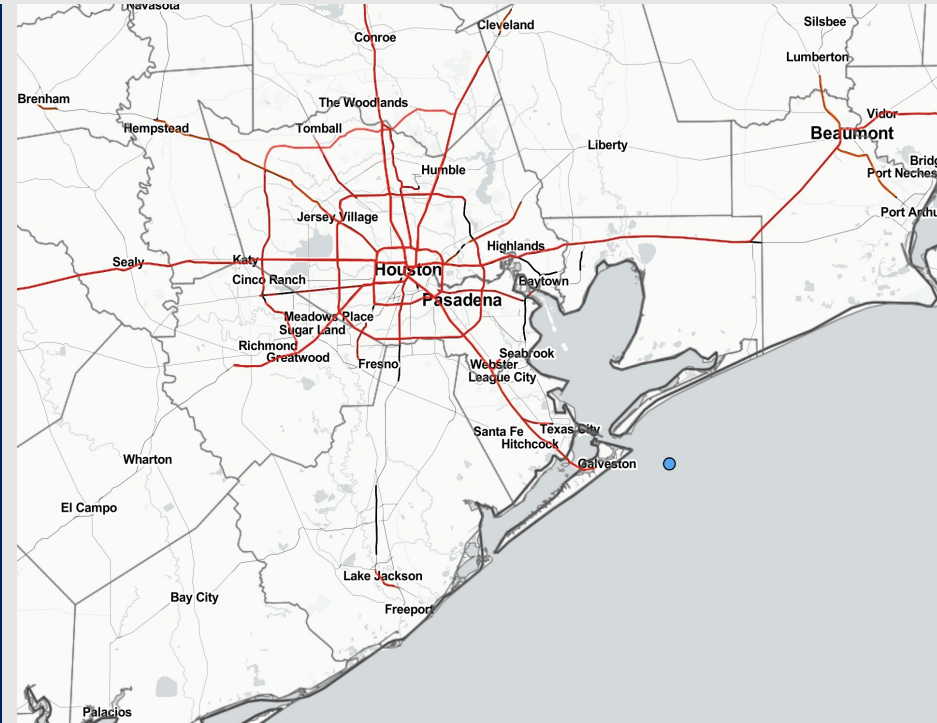 Navasota
Cleveland
Silsbee
Conroe
Lumberton
Brenham
The Woodlands
Vidor
Hempstead
Tomball
Beaumont
Liberty
Humble
Port Neches
Port Arthu
Jersey Village
Highlands
Sealy
Katy
Houston
Cinco Ranch
Baytown
Pasadena
Meadows Place
Sugar Land
Richmond
Greatwood
Seabrook
Fresno
Webster
League City
Santa Fe
Texas City
Hitchcock
Wharton
Galveston
El Campo
Lake Jackson
Bay City
Freeport
Palacios